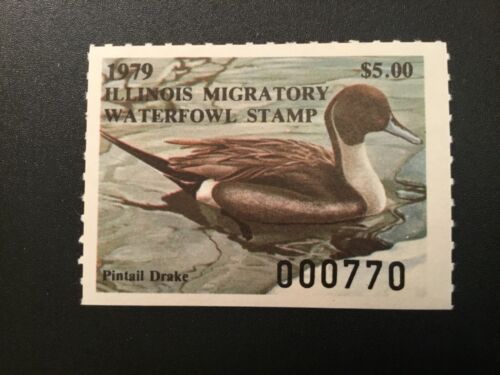 1979 $5.00
ILLINOIS MIGRATORY
WATERFOWL STAMP
Pintail Drake 000770